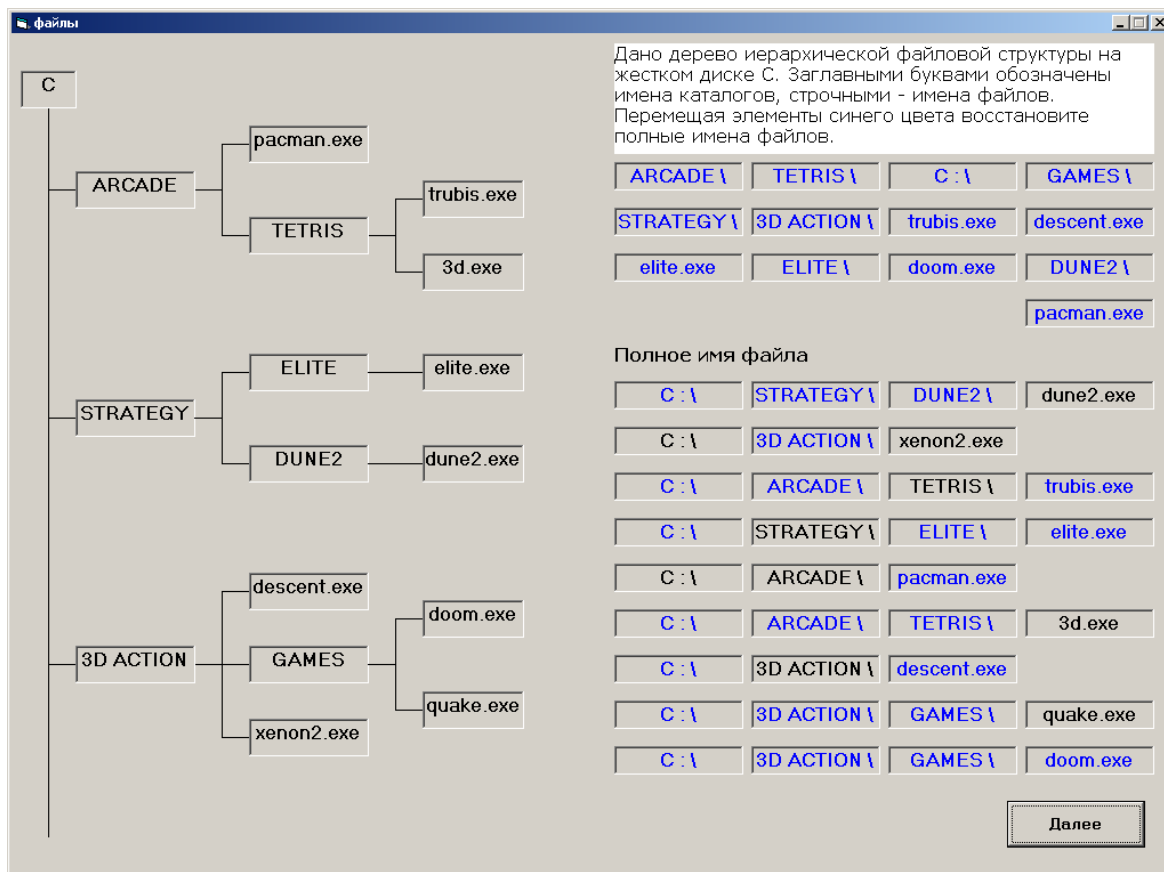 файлы
C
ARCADE
pacman.exe
TETRIS
trubis.exe
3d.exe
STRATEGY
ELITE
elite.exe
DUNE2
dune2.exe
3D ACTION
descent.exe
GAMES
doom.exe
quake.exe
xenon2.exe
Дано дерево иерархической файловой структуры на
жестком диске С. Заглавными буквами обозначены
имена каталогов, строчными - имена файлов.
Перемещая элементы синего цвета восстановите
полные имена файлов.
ARCADE \ TETRIS \ C : \ GAMES \
STRATEGY \ 3D ACTION \ trubis.exe descent.exe
elite.exe ELITE \ doom.exe DUNE2 \
pacman.exe
Полное имя файла
C : \ STRATEGY \ DUNE2 \ dune2.exe
C : \ 3D ACTION \ xenon2.exe
C : \ ARCADE \ TETRIS \ trubis.exe
C : \ STRATEGY \ ELITE \ elite.exe
C : \ ARCADE \ pacman.exe
C : \ ARCADE \ TETRIS \ 3d.exe
C : \ 3D ACTION \ descent.exe
C : \ 3D ACTION \ GAMES \ quake.exe
C : \ 3D ACTION \ GAMES \ doom.exe
Далее